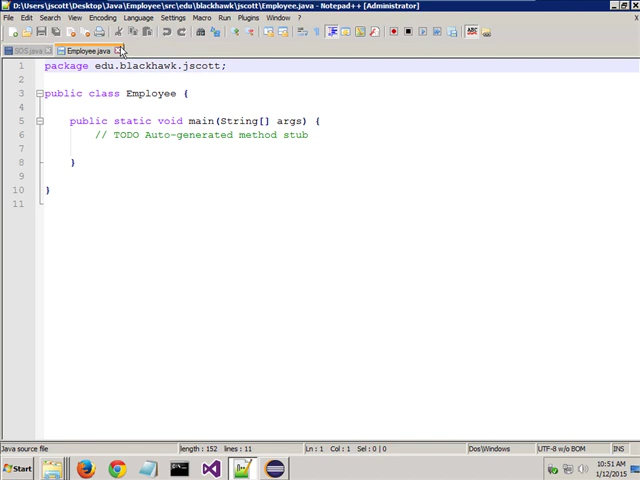 D:\Users\jscott\Desktop\Java\Employee\src\edu\blackhawk\jscott\Employee.java - Notepad++ [Administrator]
File Edit Search View Encoding Language Settings Macro Run Plugins Window ? X
SDS.java Employee.java
1 package edu.blackhawk.jscott;
2
3 public class Employee {
4
5 public static void main(String[] args) {
6 // TODO Auto-generated method stub
7
8 }
9
10 }
11
Java source file length : 152 lines : 11 Ln : 1 Col : 1 Sel : 0 | 0 Dos\Windows UTF-8 w/o BOM INS
Start 10:51 AM
1/12/2015